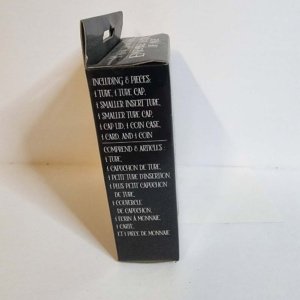 INCLUDING 8 PIECES:
1 TUBE, 1 TUBE CAP,
1 SMALLER INSERT TUBE,
1 SMALLER TUBE CAP,
1 CAP LID, 1 COIN CASE,
1 CARD, AND 1 COIN
COMPREND 8 ARTICLES :
1 TUBE,
1 CAPUCHON DE TUBE,
1 PETIT TUBE D'INSERTION,
1 PLUS PETIT CAPUCHON
DE TUBE,
1 COUVERCLE
DE CAPUCHON,
1 ÉCRIN À MONNAIE,
1 CARTE,
ET 1 PIÈCE DE MONNAIE